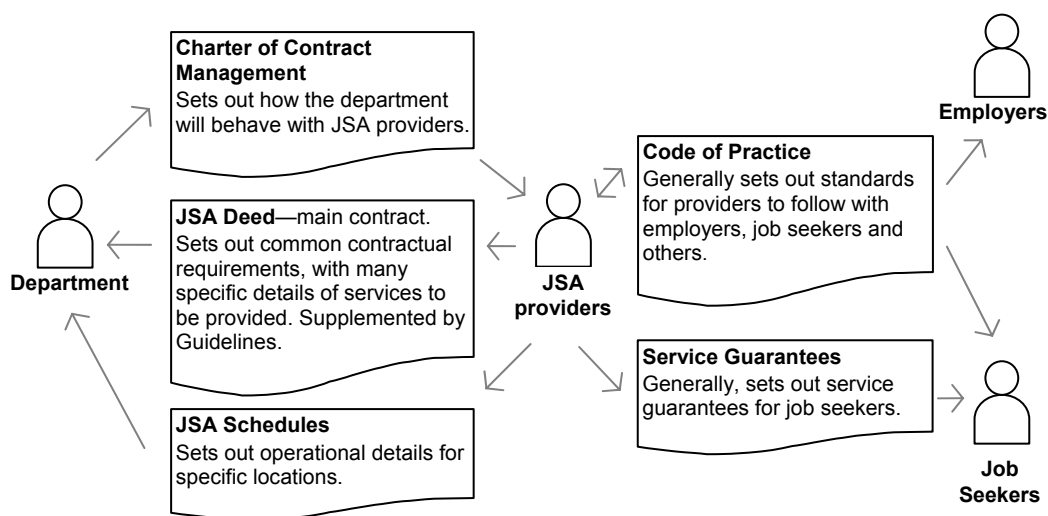 Charter of Contract
Management
Sets out how the department
will behave with JSA providers.
Employers
Code of Practice
Generally sets out standards
for providers to follow with
employers, job seekers and
others.
JSA Deed—main contract.
Sets out common contractual
requirements, with many
specific details of services to
be provided. Supplemented by
Guidelines.
Department
JSA
providers
Service Guarantees
Generally, sets out service
guarantees for job seekers.
JSA Schedules
Sets out operational details for
specific locations.
Job
Seekers